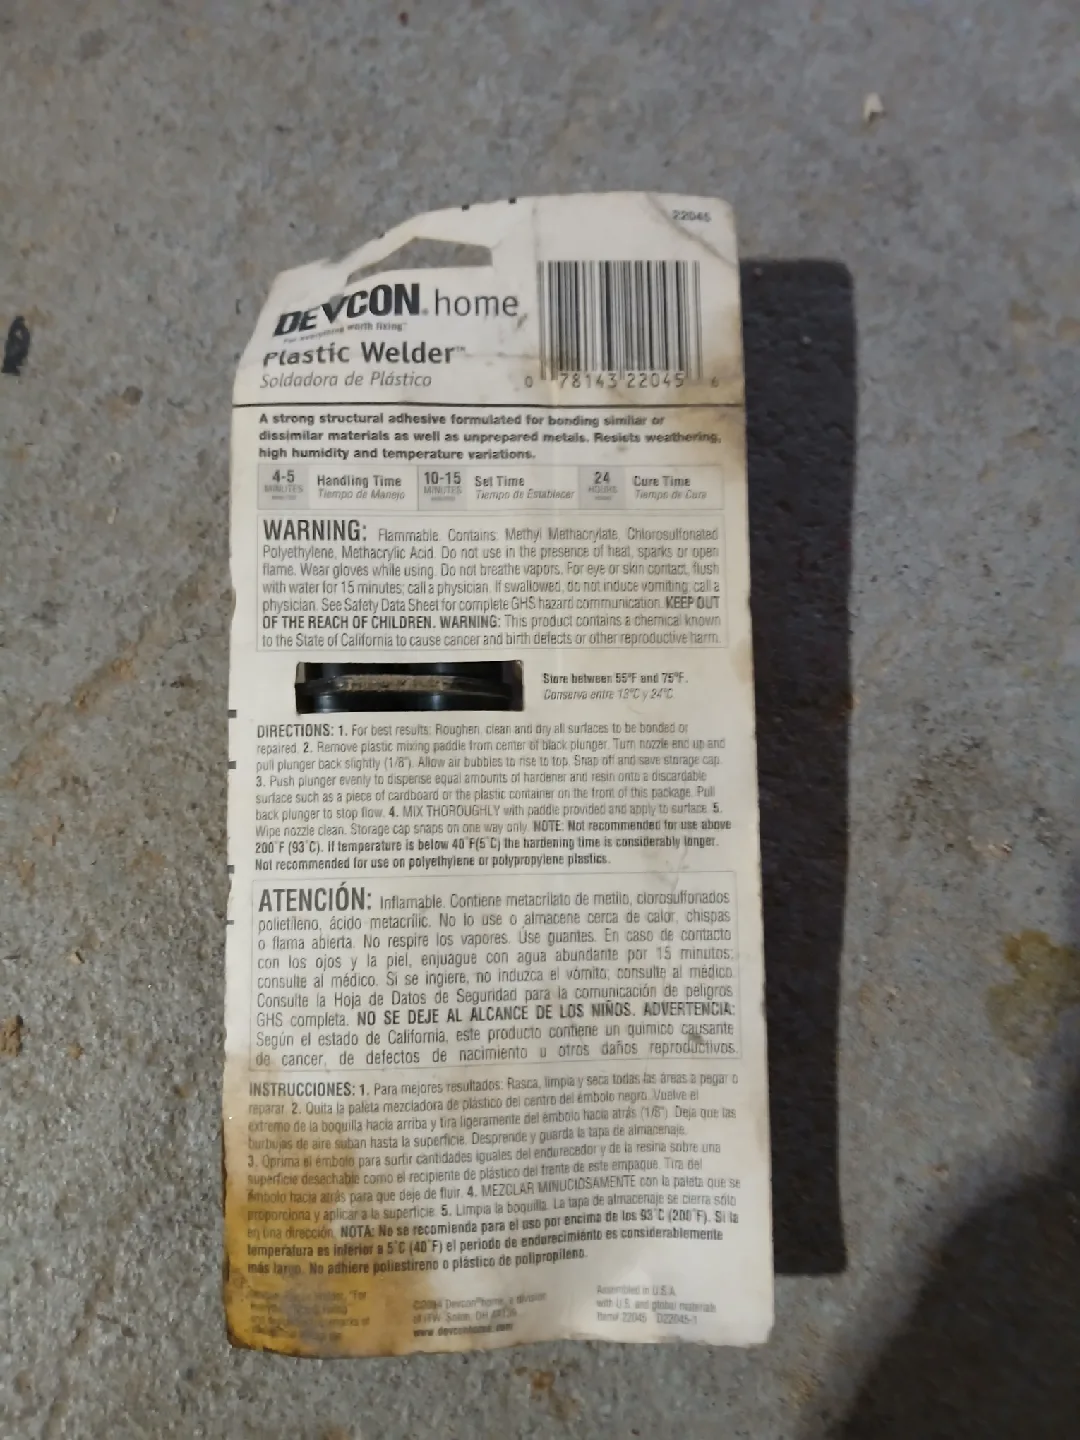 22045
DEVCON® home
For everything worth fixing™
Plastic Welder™
Soldadora de Plástico
0 78143 22045 6
A strong structural adhesive formulated for bonding similar or
dissimilar materials as well as unprepared metals. Resists weathering,
high humidity and temperature variations.
4-5 MINUTES Handling Time Tiempo de Manejo 10-15 MINUTES Set Time Tiempo de Establecer 24 HOURS Cure Time Tiempo de Cura
WARNING: Flammable. Contains: Methyl Methacrylate, Chlorosulfonated
Polyethylene, Methacrylic Acid. Do not use in the presence of heat, sparks or open
flame. Wear gloves while using. Do not breathe vapors. For eye or skin contact, flush
with water for 15 minutes; call a physician. If swallowed, do not induce vomiting; call a
physician. See Safety Data Sheet for complete GHS hazard communication. KEEP OUT
OF THE REACH OF CHILDREN. WARNING: This product contains a chemical known
to the State of California to cause cancer and birth defects or other reproductive harm.
Store between 55°F and 75°F.
Conserve entre 13°C y 24°C.
DIRECTIONS: 1. For best results: Roughen, clean and dry all surfaces to be bonded or
repaired. 2. Remove plastic mixing paddle from center of black plunger. Turn nozzle end up and
pull plunger back slightly (1/8"). Allow air bubbles to rise to top. Snap off and save storage cap.
3. Push plunger evenly to dispense equal amounts of hardener and resin onto a discardable
surface such as a piece of cardboard or the plastic container on the front of this package. Pull
back plunger to stop flow. 4. MIX THOROUGHLY with paddle provided and apply to surface. 5.
Wipe nozzle clean. Storage cap snaps on one way only. NOTE: Not recommended for use above
200°F (93°C). If temperature is below 40°F(5°C) the hardening time is considerably longer.
Not recommended for use on polyethylene or polypropylene plastics.
ATENCIÓN: Inflamable. Contiene metacrilato de metilo, clorosulfonados
polietileno, ácido metacrílic. No lo use o almacene cerca de calor, chispas
o flama abierta. No respire los vapores. Use guantes. En caso de contacto
con los ojos y la piel, enjuague con agua abundante por 15 minutos;
consulte al médico. Si se ingiere, no induzca el vómito; consulte al médico.
Consulte la Hoja de Datos de Seguridad para la comunicación de peligros
GHS completa. NO SE DEJE AL ALCANCE DE LOS NIÑOS. ADVERTENCIA:
Según el estado de California, este producto contiene un químico causante
de cancer, de defectos de nacimiento u otros daños reproductivos.
INSTRUCCIONES: 1. Para mejores resultados: Rasca, limpia y seca todas las áreas a pegar o
reparar. 2. Quita la paleta mezcladora de plástico del centro del émbolo negro. Vuelve el
extremo de la boquilla hacia arriba y tira ligeramente del émbolo hacia atrás (1/8"). Deja que las
burbujas de aire suban hasta la superficie. Desprende y guarda la tapa de almacenaje.
3. Oprima el émbolo para surtir cantidades iguales del endurecedor y de la resina sobre una
superficie desechable como el recipiente de plástico del frente de este empaque. Tira del
émbolo hacia atrás para que deje de fluir. 4. MEZCLAR MINUCIOSAMENTE con la paleta que se
proporciona y aplicar a la superficie. 5. Limpia la boquilla. La tapa de almacenaje se cierra sólo
en una dirección. NOTA: No se recomienda para el uso por encima de los 93°C (200°F). Si la
temperatura es inferior a 5°C (40°F) el periodo de endurecimiento es considerablemente
más largo. No adhiere poliestireno o plástico de polipropileno.
Devcon®home, a division
Solon, OH
www.devconhome.com
Assembled in U.S.A.
with U.S. and global materials
Item# 22045 D22045-1